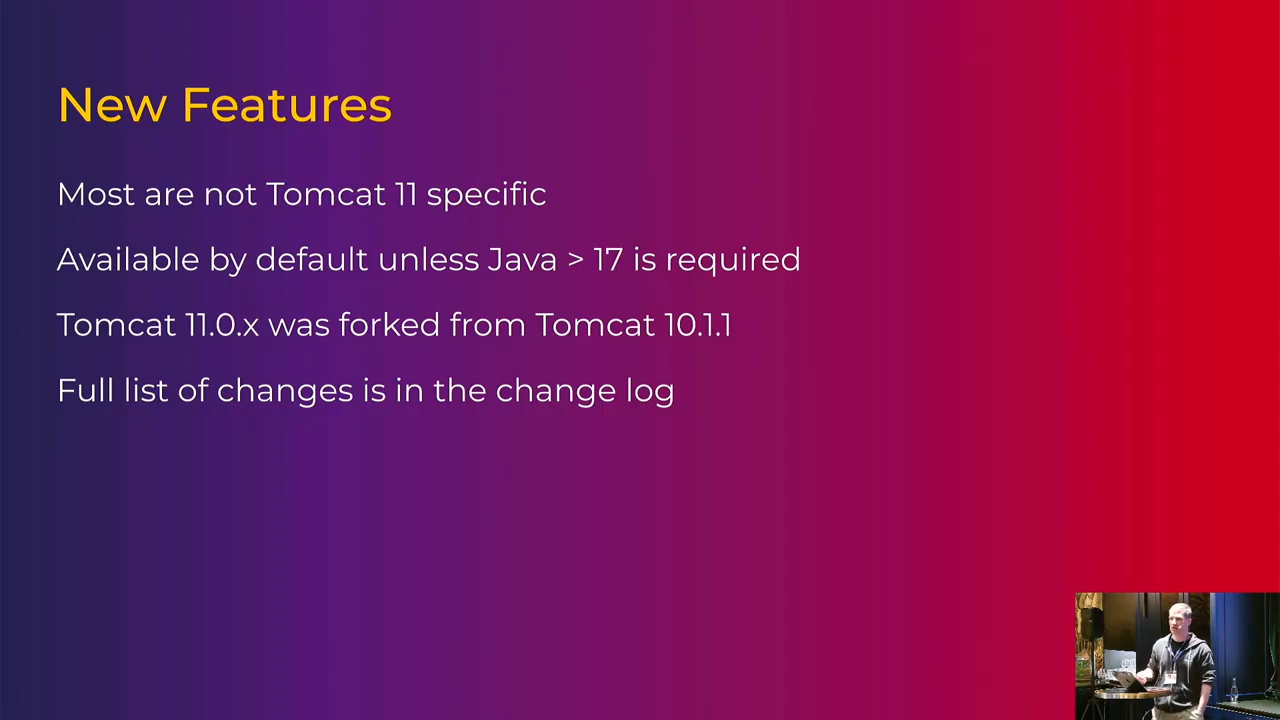 New Features
Most are not Tomcat 11 specific
Available by default unless Java > 17 is required
Tomcat 11.0.x was forked from Tomcat 10.1.1
Full list of changes is in the change log